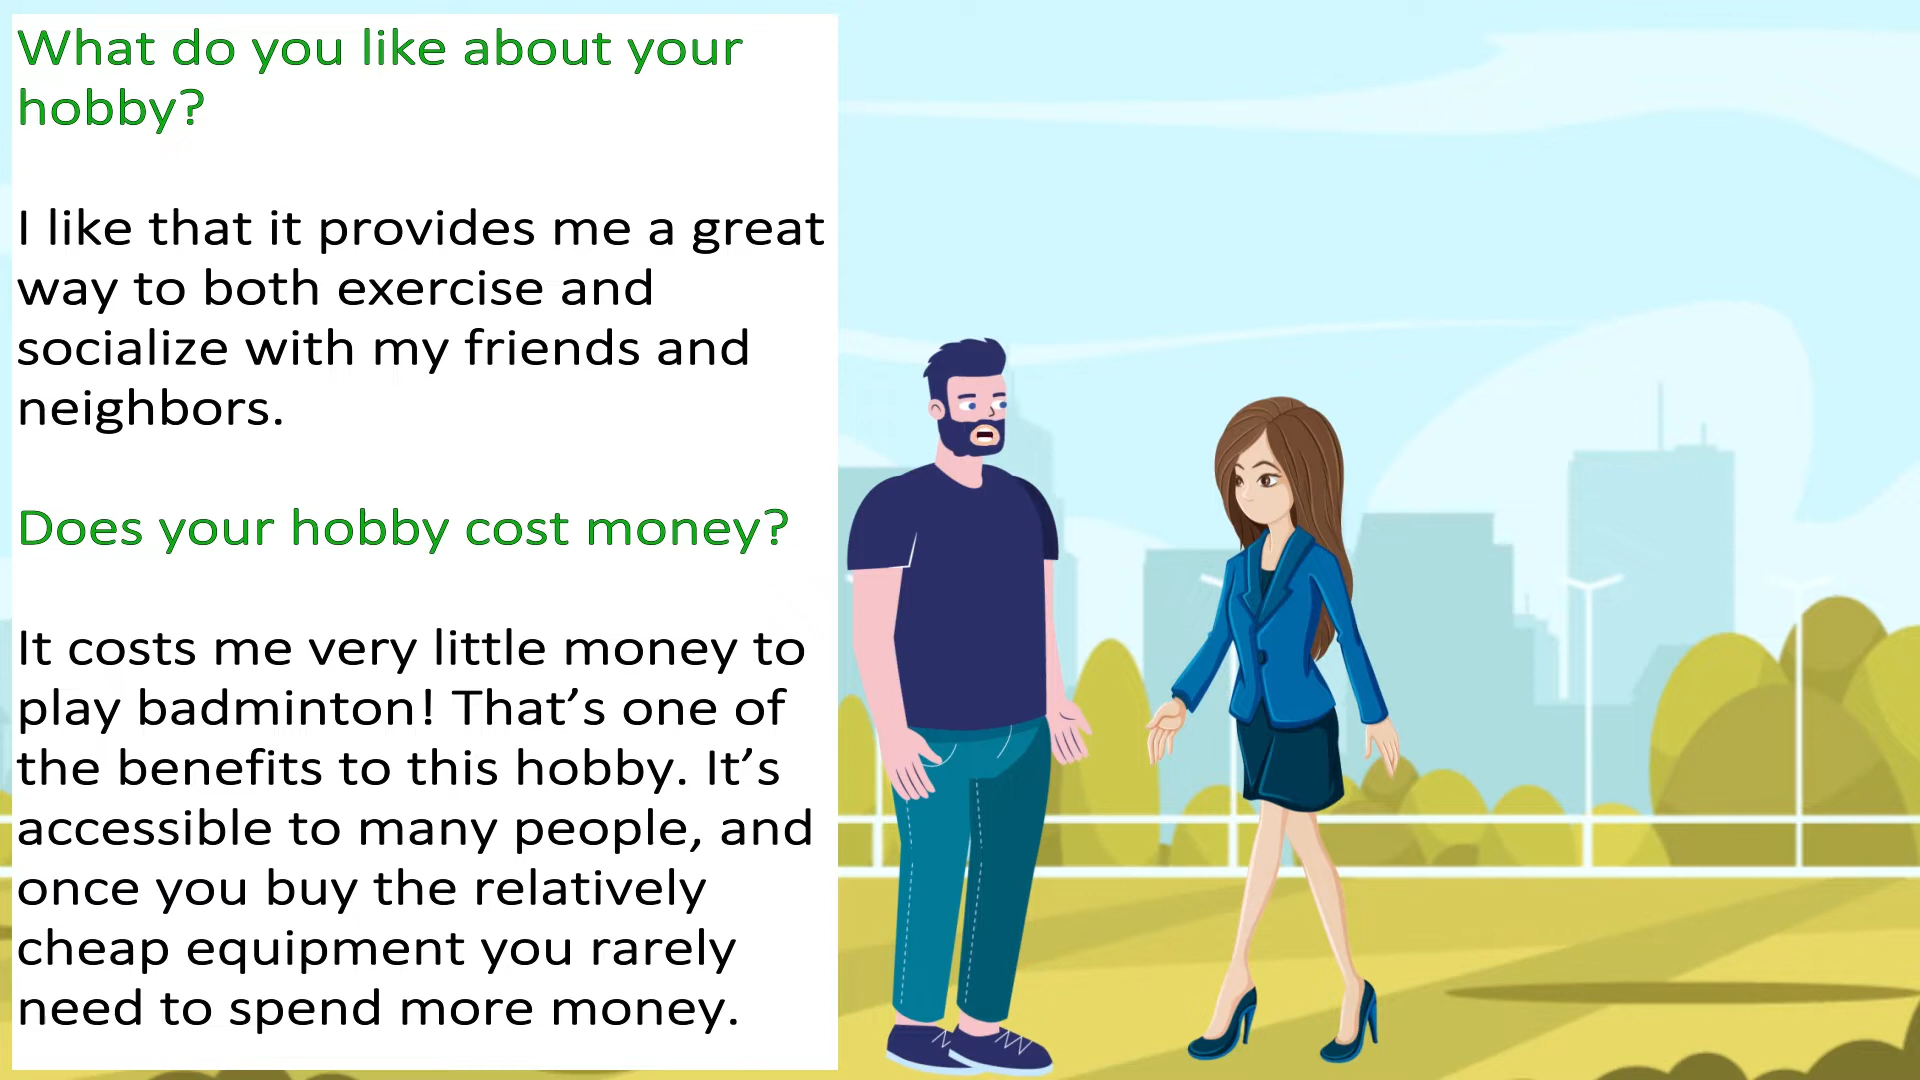 What do you like about your
hobby?
I like that it provides me a great
way to both exercise and
socialize with my friends and
neighbors.
Does your hobby cost money?
It costs me very little money to
play badminton! That’s one of
the benefits to this hobby. It’s
accessible to many people, and
once you buy the relatively
cheap equipment you rarely
need to spend more money.